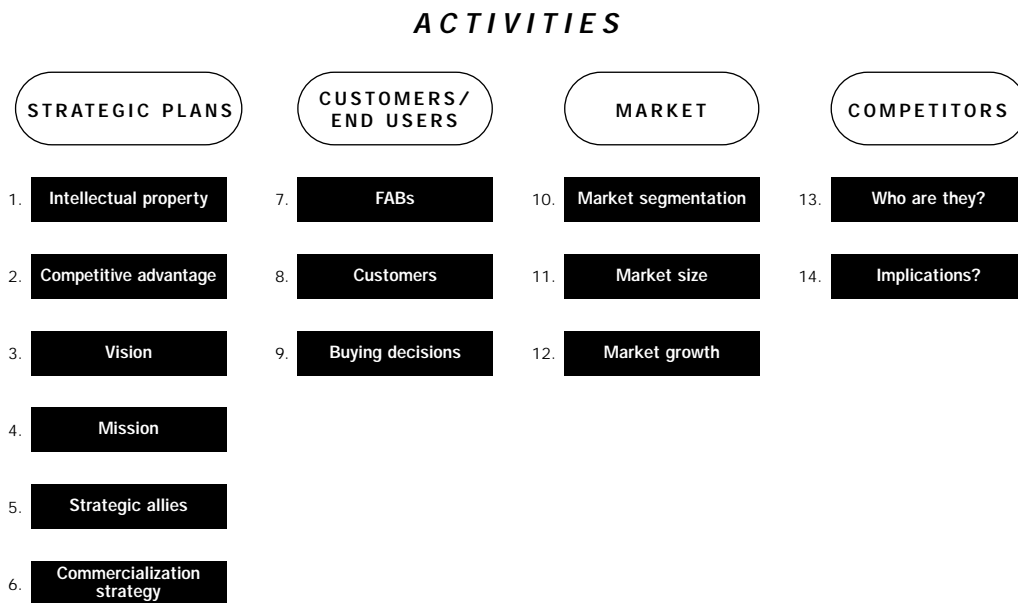 ACTIVITIES
STRATEGIC PLANS
1. Intellectual property
2. Competitive advantage
3. Vision
4. Mission
5. Strategic allies
6. Commercialization
strategy
CUSTOMERS/
END USERS
7. FABs
8. Customers
9. Buying decisions
MARKET
10. Market segmentation
11. Market size
12. Market growth
COMPETITORS
13. Who are they?
14. Implications?